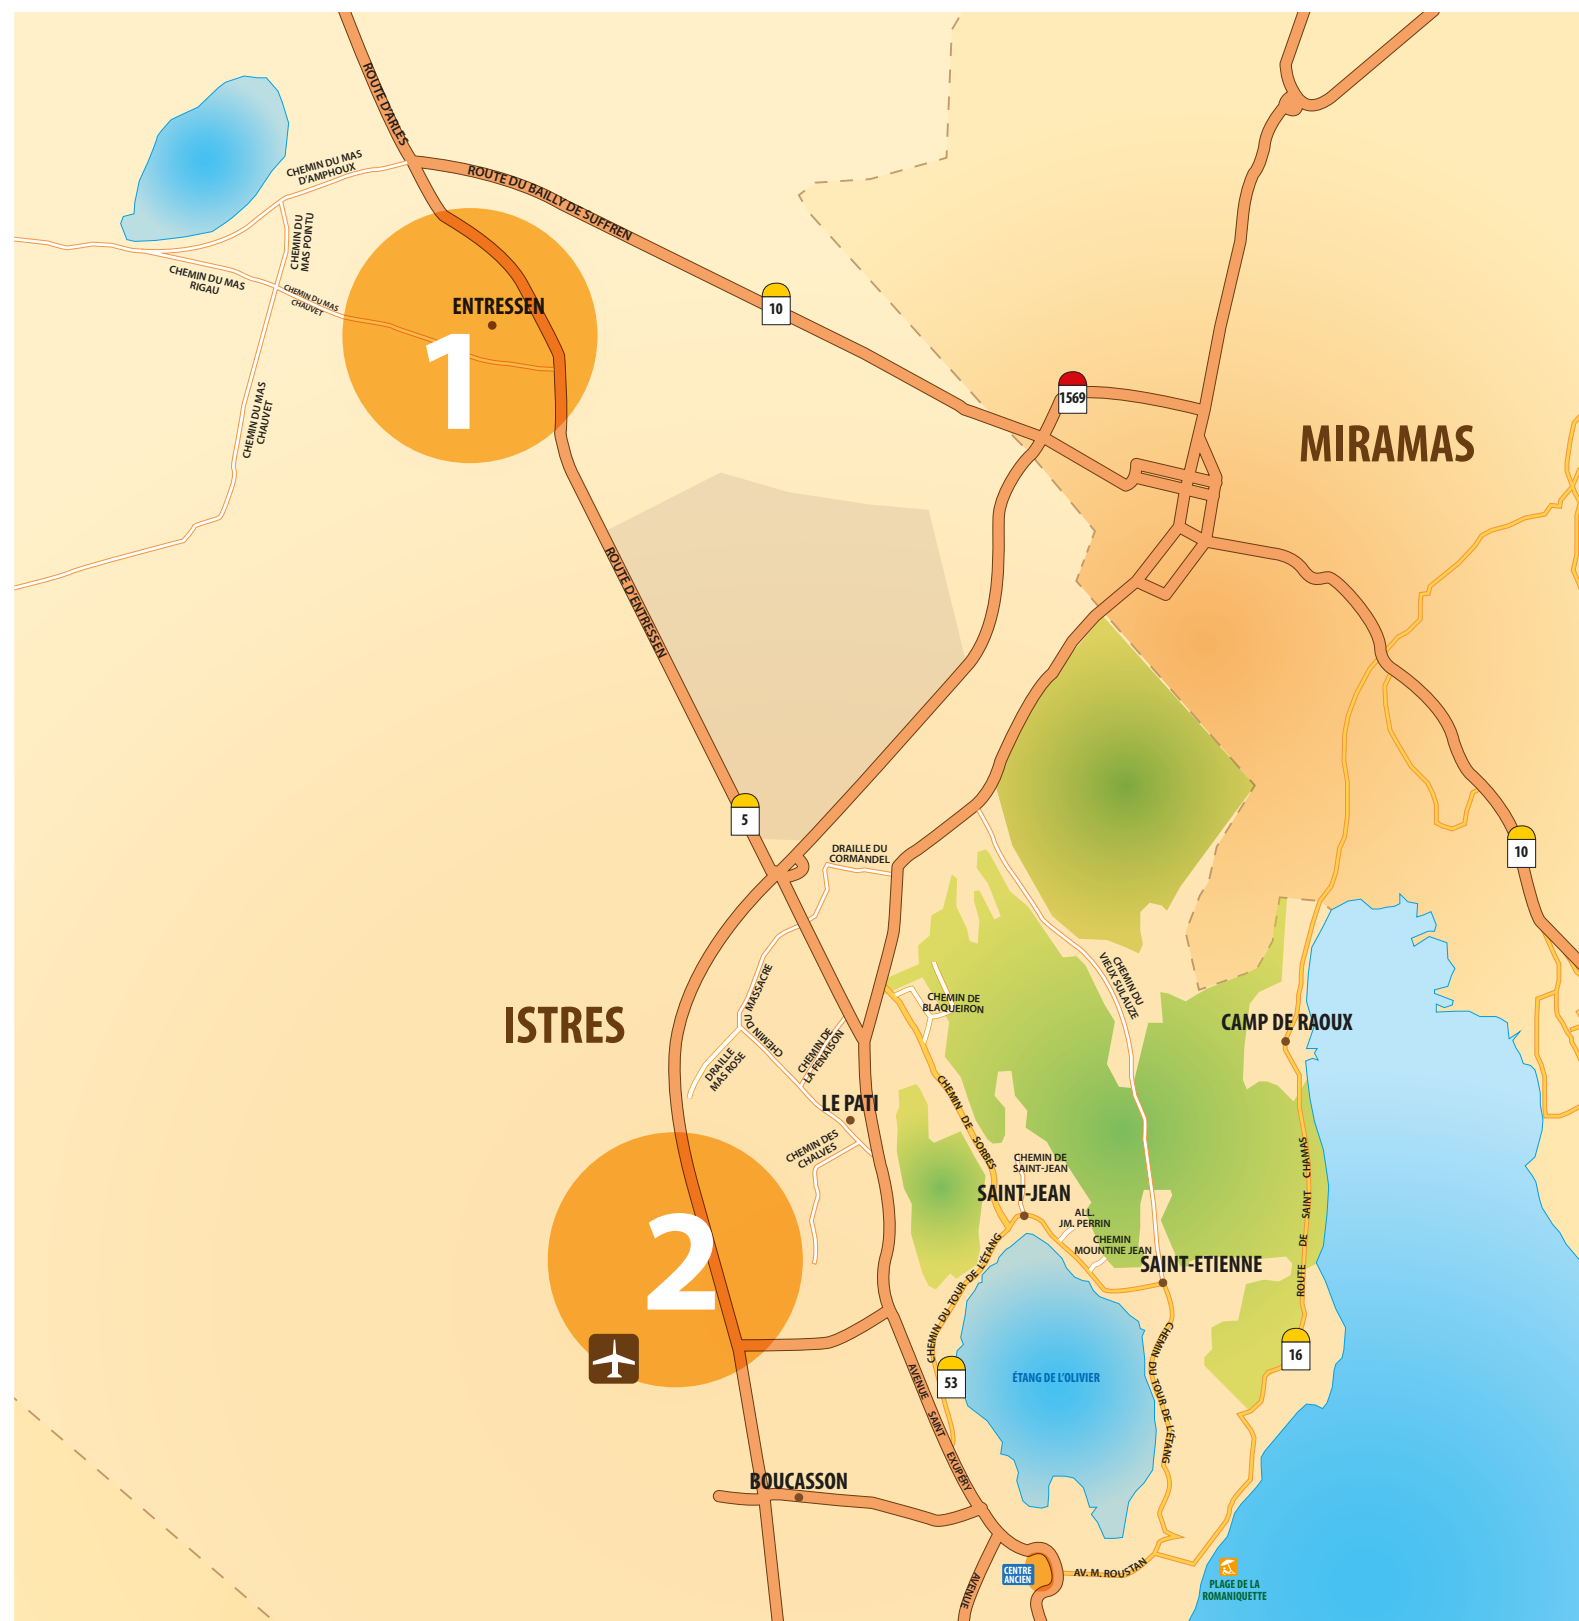 ROUTE D'ARLES
CHEMIN DU MAS
D'AMPHOUX
ROUTE DU BAILLY DE SUFFREN
CHEMIN DU
MAS POINTU
CHEMIN DU MAS
RIGAU
CHEMIN DU MAS
CHAUVET
ENTRESSEN
1
10
CHEMIN DU MAS
CHAUVET
1569
MIRAMAS
ROUTE D'ENTRESSEN
5
10
DRAILLE DU
CORMANDEL
CHEMIN DU MASSACRE
CHEMIN
ISTRES
DRAILLE
MAS ROSE
CHEMIN DE
LA FENAISON
CHEMIN DE
BLAQUEIRON
CHEMIN DU
VIEUX SULAUZE
CAMP DE RAOUX
LE PATI
CHEMIN DES
CHALVES
CHEMIN DE SORBES
CHEMIN DE
SAINT-JEAN
SAINT-JEAN
ALL.
JM. PERRIN
CHEMIN
MOUNTINE JEAN
SAINT-ETIENNE
ROUTE DE SAINT CHAMAS
2
CHEMIN DU TOUR DE L'ÉTANG
53
ÉTANG DE L'OLIVIER
CHEMIN DU TOUR DE L'ÉTANG
16
AVENUE SAINT EXUPERY
BOUCASSON
CENTRE
ANCIEN
AV. M. ROUSTAN
AVENUE
PLAGE DE LA
ROMANIQUETTE